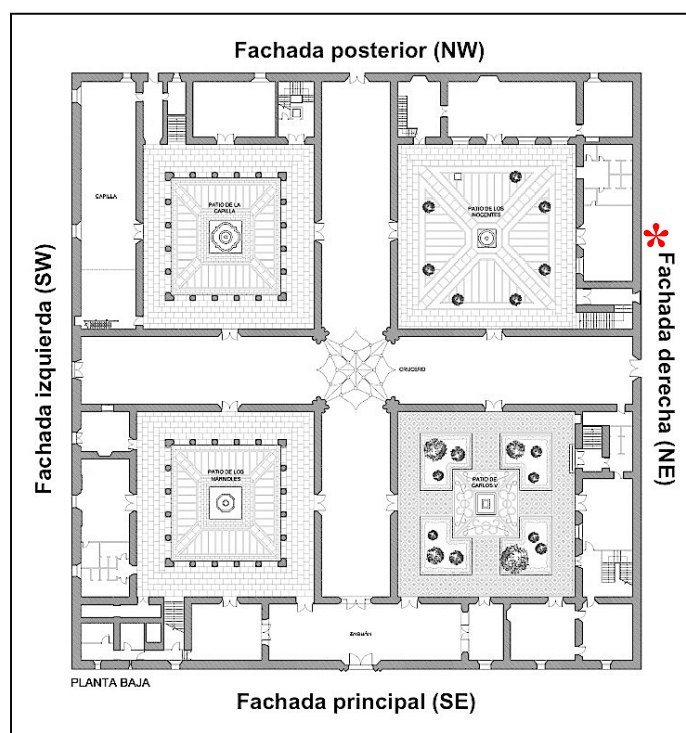 Fachada posterior (NW)
CAPILLA
PATIO DE LA
CAPILLA
PATIO DE LOS
INOCENTES
*
Fachada izquierda (SW)
Fachada derecha (NE)
CRUCERO
PATIO DE LOS
MÁRMOLES
PATIO DE
CARLOS V
ZAGUÁN
PLANTA BAJA
Fachada principal (SE)